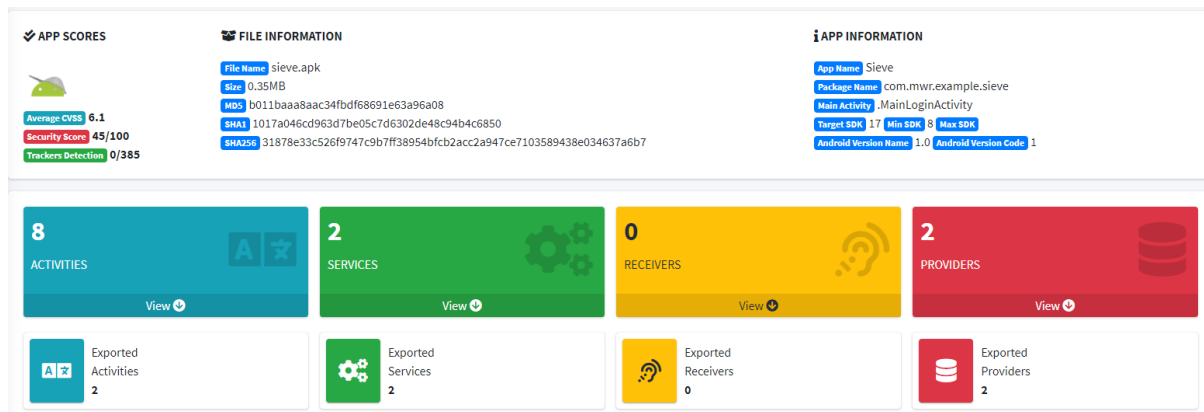 APP SCORES
Average CVSS 6.1
Security Score 45/100
Trackers Detection 0/385
FILE INFORMATION
File Name sieve.apk
Size 0.35MB
MD5 b011baaa8aac34fbdf68691e63a96a08
SHA1 1017a046cd963d7be05c7d6302de48c94b4c6850
SHA256 31878e33c526f9747c9b7ff38954bfcb2acc2a947ce7103589438e034637a6b7
APP INFORMATION
App Name Sieve
Package Name com.mwr.example.sieve
Main Activity .MainLoginActivity
Target SDK 17 Min SDK 8 Max SDK
Android Version Name 1.0 Android Version Code 1
8
ACTIVITIES
View
2
SERVICES
View
0
RECEIVERS
View
2
PROVIDERS
View
Exported
Activities
2
Exported
Services
2
Exported
Receivers
0
Exported
Providers
2